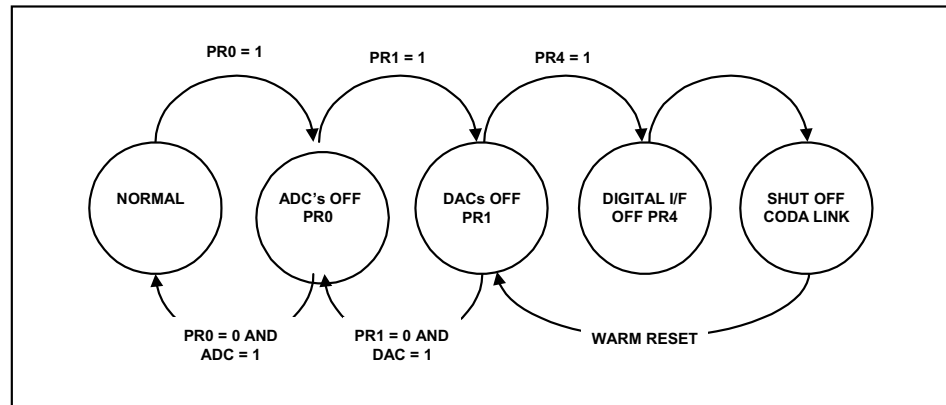 PR0 = 1
PR1 = 1
PR4 = 1
NORMAL
ADC's OFF
PR0
DACs OFF
PR1
DIGITAL I/F
OFF PR4
SHUT OFF
CODA LINK
PR0 = 0 AND
ADC = 1
PR1 = 0 AND
DAC = 1
WARM RESET